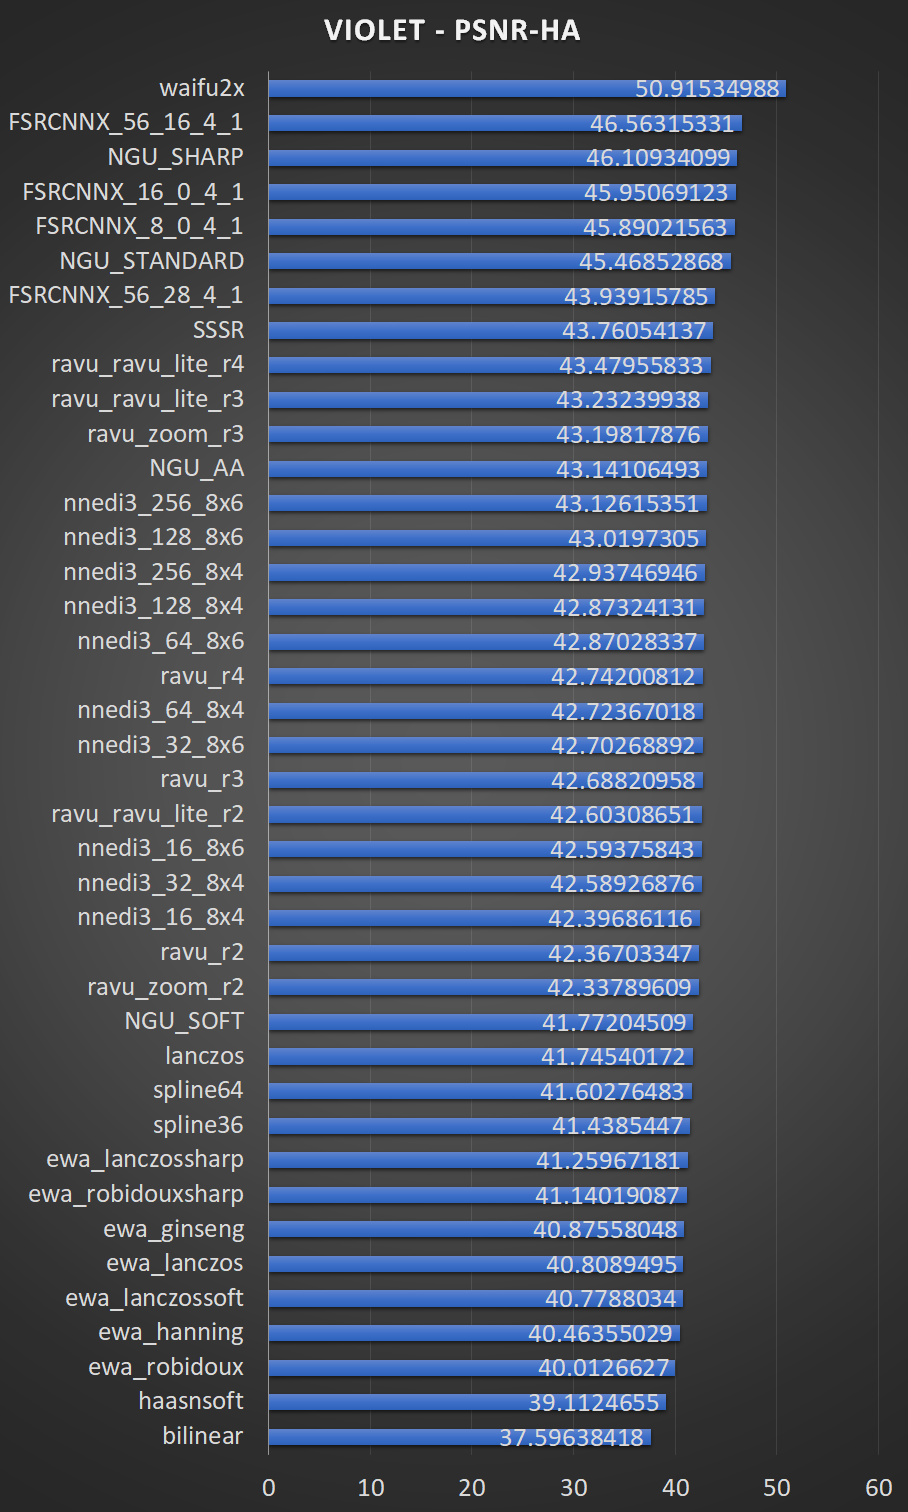 VIOLET - PSNR-HA
waifu2x 50.91534988
FSRCNNX_56_16_4_1 46.56315331
NGU_SHARP 46.10934099
FSRCNNX_16_0_4_1 45.95069123
FSRCNNX_8_0_4_1 45.89021563
NGU_STANDARD 45.46852868
FSRCNNX_56_28_4_1 43.93915785
SSSR 43.76054137
ravu_ravu_lite_r4 43.47955833
ravu_ravu_lite_r3 43.23239938
ravu_zoom_r3 43.19817876
NGU_AA 43.14106493
nnedi3_256_8x6 43.12615351
nnedi3_128_8x6 43.0197305
nnedi3_256_8x4 42.93746946
nnedi3_128_8x4 42.87324131
nnedi3_64_8x6 42.87028337
ravu_r4 42.74200812
nnedi3_64_8x4 42.72367018
nnedi3_32_8x6 42.70268892
ravu_r3 42.68820958
ravu_ravu_lite_r2 42.60308651
nnedi3_16_8x6 42.59375843
nnedi3_32_8x4 42.58926876
nnedi3_16_8x4 42.39686116
ravu_r2 42.36703347
ravu_zoom_r2 42.33789609
NGU_SOFT 41.77204509
lanczos 41.74540172
spline64 41.60276483
spline36 41.4385447
ewa_lanczossharp 41.25967181
ewa_robidouxsharp 41.14019087
ewa_ginseng 40.87558048
ewa_lanczos 40.8089495
ewa_lanczossoft 40.7788034
ewa_hanning 40.46355029
ewa_robidoux 40.0126627
haasnsoft 39.1124655
bilinear 37.59638418
0 10 20 30 40 50 60